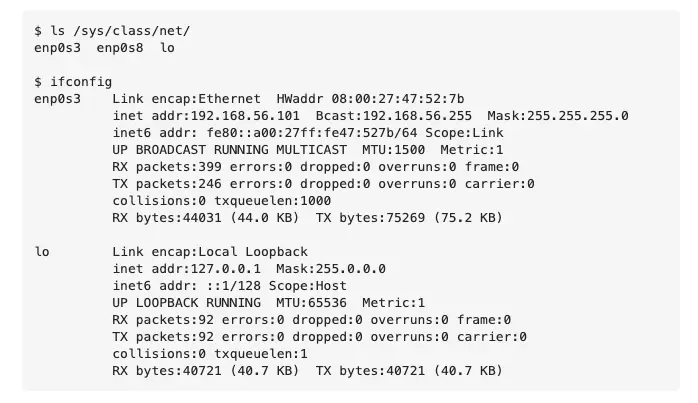 $ ls /sys/class/net/
enp0s3  enp0s8  lo
$ ifconfig
enp0s3    Link encap:Ethernet  HWaddr 08:00:27:47:52:7b
          inet addr:192.168.56.101  Bcast:192.168.56.255  Mask:255.255.255.0
          inet6 addr: fe80::a00:27ff:fe47:527b/64 Scope:Link
          UP BROADCAST RUNNING MULTICAST  MTU:1500  Metric:1
          RX packets:399 errors:0 dropped:0 overruns:0 frame:0
          TX packets:246 errors:0 dropped:0 overruns:0 carrier:0
          collisions:0 txqueuelen:1000
          RX bytes:44031 (44.0 KB)  TX bytes:75269 (75.2 KB)
lo        Link encap:Local Loopback
          inet addr:127.0.0.1  Mask:255.0.0.0
          inet6 addr: ::1/128 Scope:Host
          UP LOOPBACK RUNNING  MTU:65536  Metric:1
          RX packets:92 errors:0 dropped:0 overruns:0 frame:0
          TX packets:92 errors:0 dropped:0 overruns:0 carrier:0
          collisions:0 txqueuelen:1
          RX bytes:40721 (40.7 KB)  TX bytes:40721 (40.7 KB)